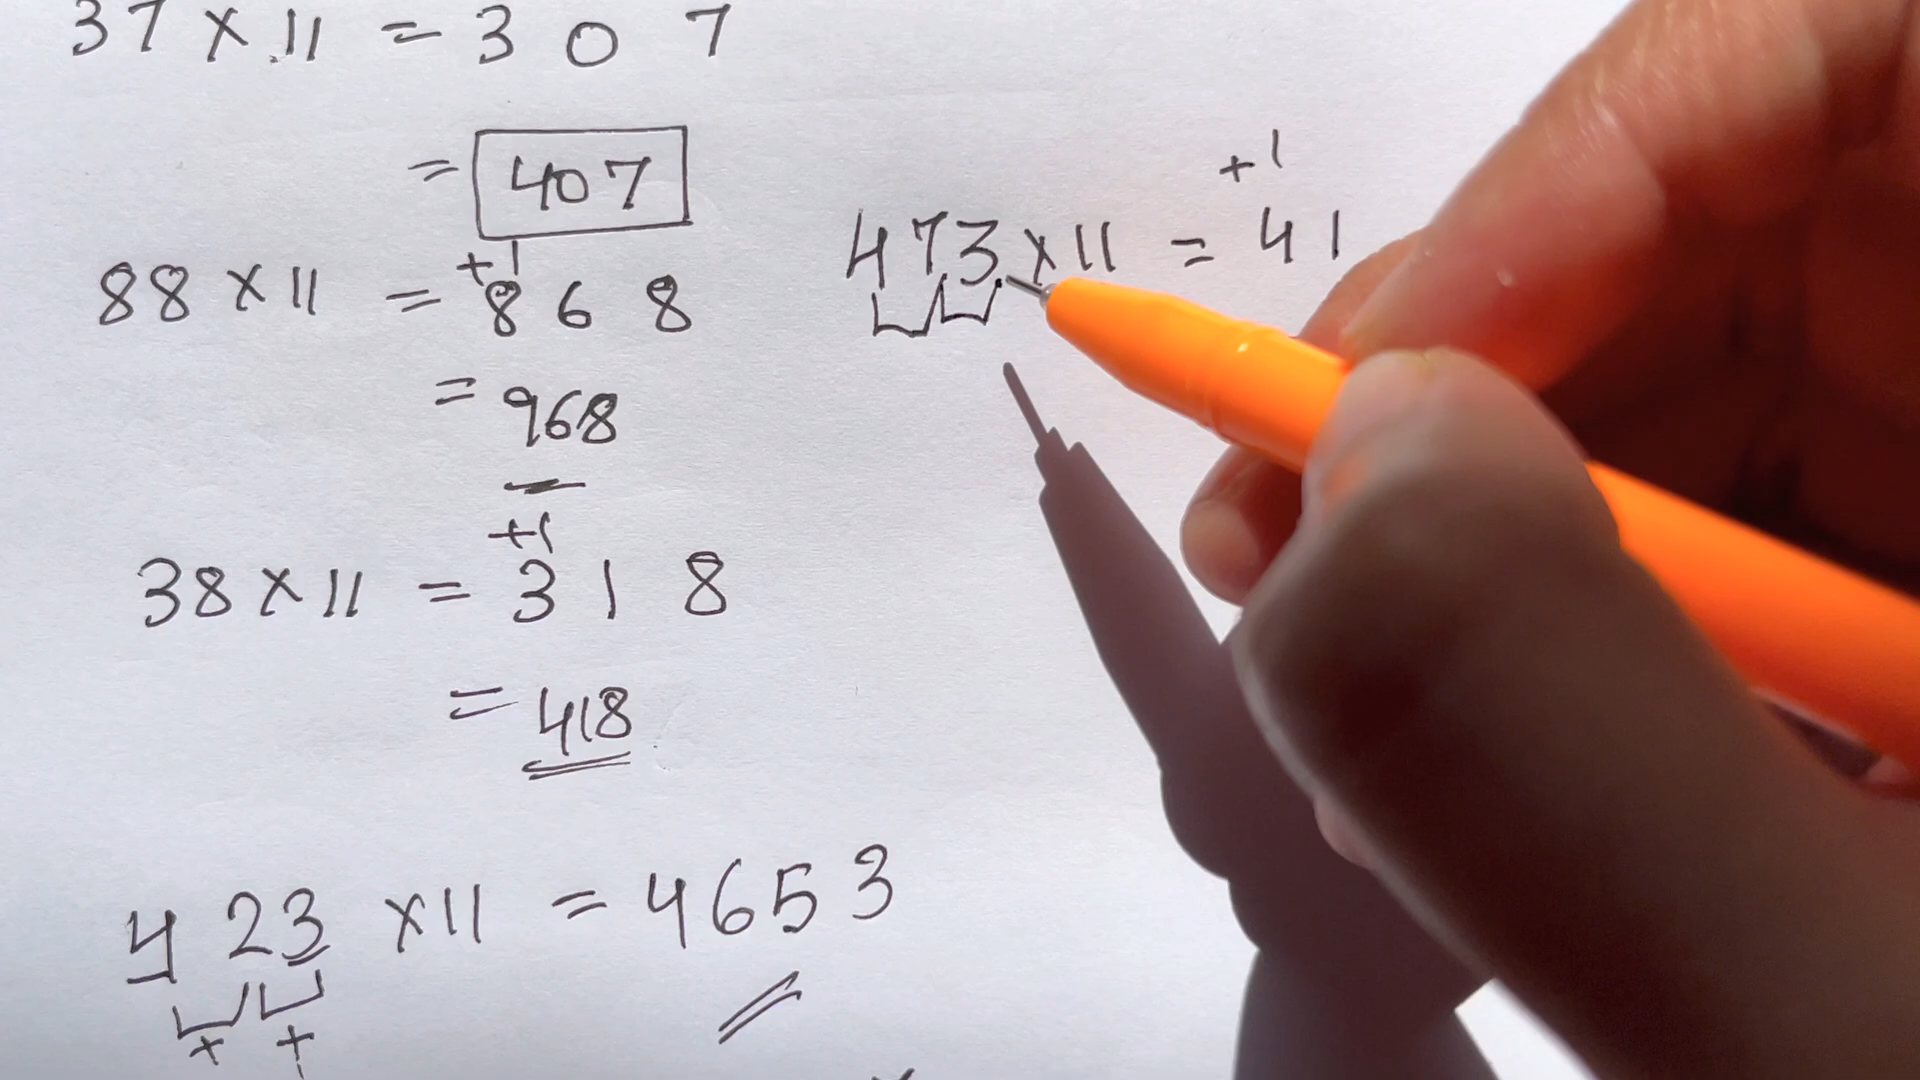 37 × 11 = 3 0 7
= 407
+1
88 × 11 = 8 6 8
= 968
+1
38 × 11 = 3 1 8
= 418
423 × 11 = 4653
+ +
+1
473 × 11 = 41